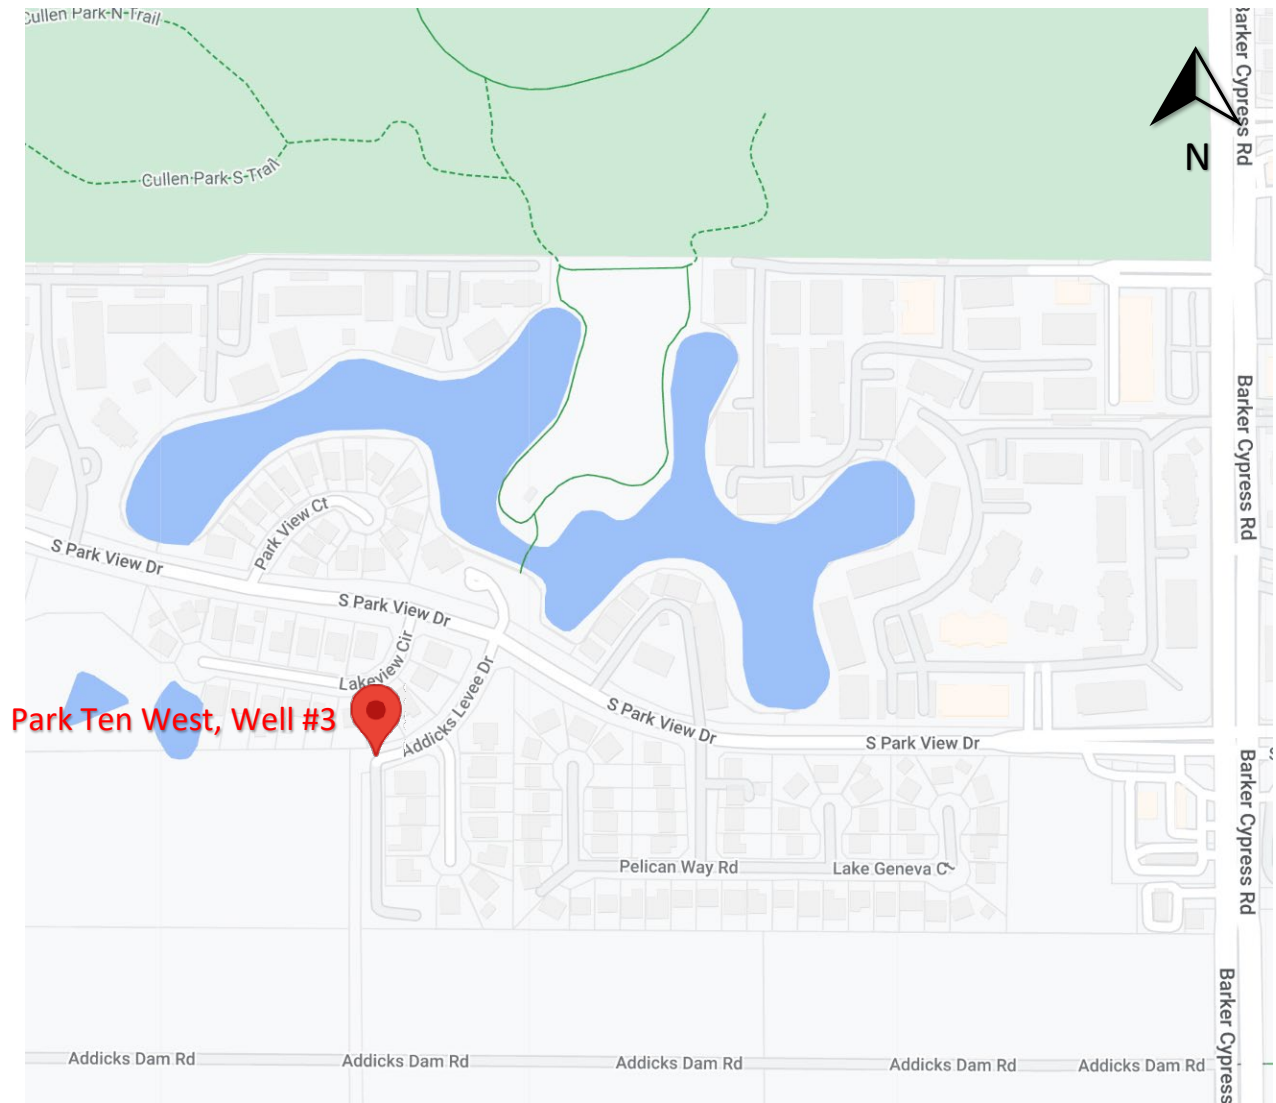 Cullen Park N Trail
Barker Cypress Rd
N
Cullen Park S Trail
Barker Cypress Rd
Park View Ct
S Park View Dr
S Park View Dr
Lakeview Cir
Addicks Levee Dr
Park Ten West, Well #3
S Park View Dr
S Park View Dr
Barker Cypress Rd
Pelican Way Rd
Lake Geneva C
Barker Cypress
Addicks Dam Rd
Addicks Dam Rd
Addicks Dam Rd
Addicks Dam Rd
Addicks Dam Rd